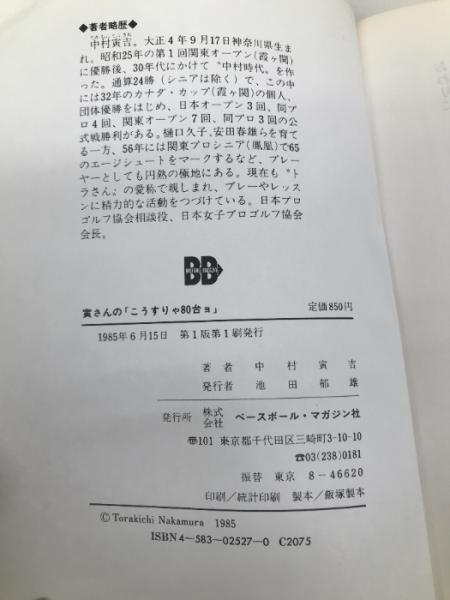 ◆著者略歴◆
なかむらとらきち
中村寅吉。大正4年9月17日神奈川県生ま
れ。昭和25年の第1回関東オープン(霞ヶ関)
に優勝後、30年代にかけて〝中村時代〟を作
った。通算24勝(シニアは除く)で、この中
には32年のカナダ・カップ(霞ヶ関)の個人、
団体優勝をはじめ、日本オープン3回、同プ
ロ4回、関東オープン7回、同プロ3回の公
式戦勝利がある。樋口久子、安田春雄らを育て
る一方、56年には関東プロシニア(鳳凰)で65
のエージシュートをマークするなど、プレー
ヤーとしても円熟の極地にある。現在も〝ト
ラさん〟の愛称で親しまれ、プレーやレッス
ンに精力的な活動をつづけている。日本プロ
ゴルフ協会相談役、日本女子プロゴルフ協会
会長。
BB
寅さんの「こうすりゃ80台ョ」 定価850円
1985年6月15日 第1版第1刷発行
著者 中村寅吉
発行者 池田郁雄
発行所 株式会社 ベースボール・マガジン社
〠101 東京都千代田区三崎町3-10-10
☎03(238)0181
振替 東京 8-46620
印刷/統計印刷 製本/飯塚製本
© Torakichi Nakamura 1985
ISBN4-583-02527-0 C2075